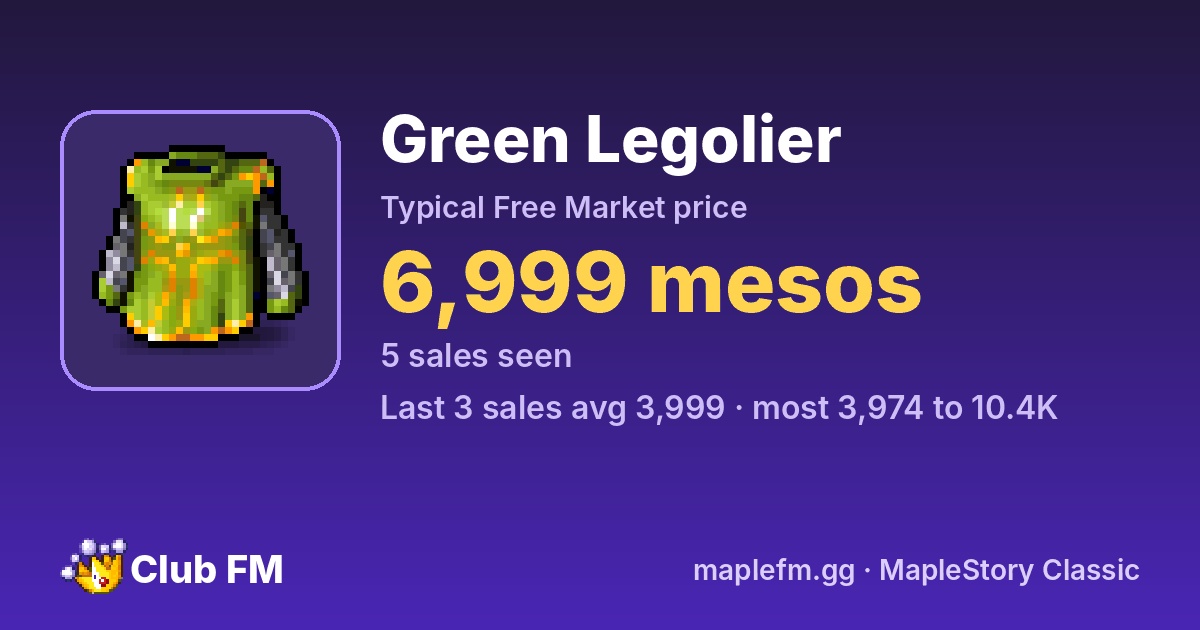 Green Legolier
Typical Free Market price
6,999 mesos
5 sales seen
Last 3 sales avg 3,999 · most 3,974 to 10.4K
Club FM
maplefm.gg · MapleStory Classic